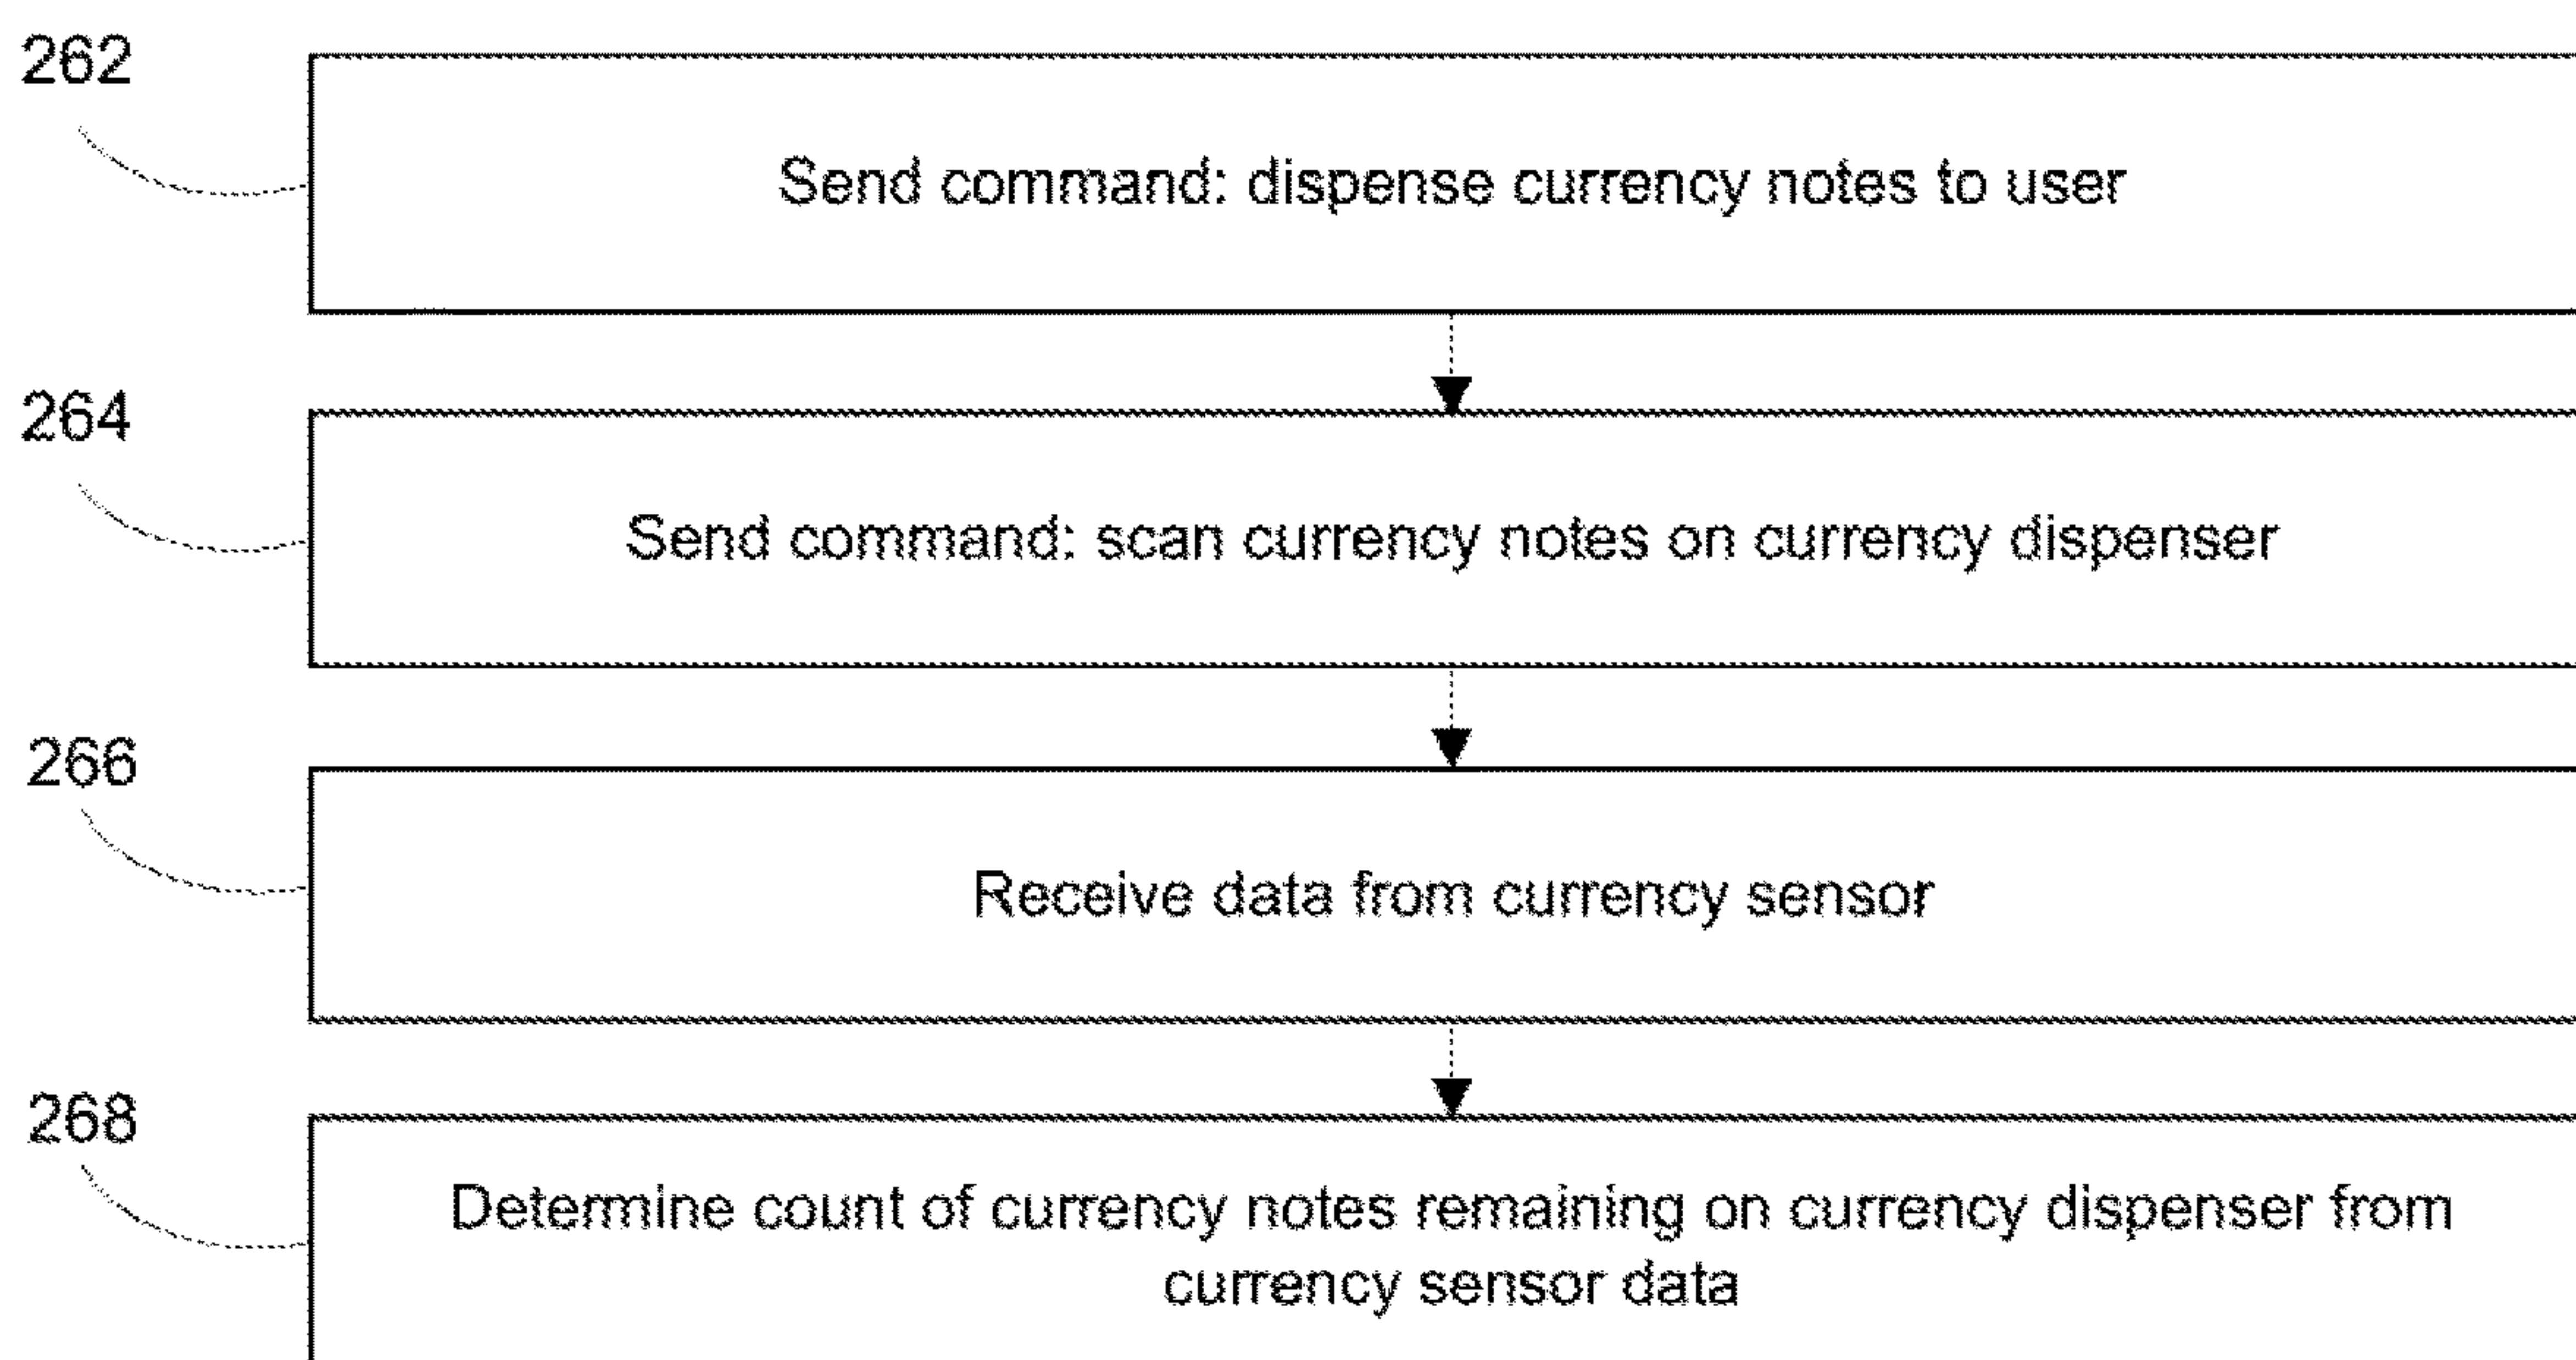 262
Send command: dispense currency notes to user
264
Send command: scan currency notes on currency dispenser
266
Receive data from currency sensor
268
Determine count of currency notes remaining on currency dispenser from
currency sensor data